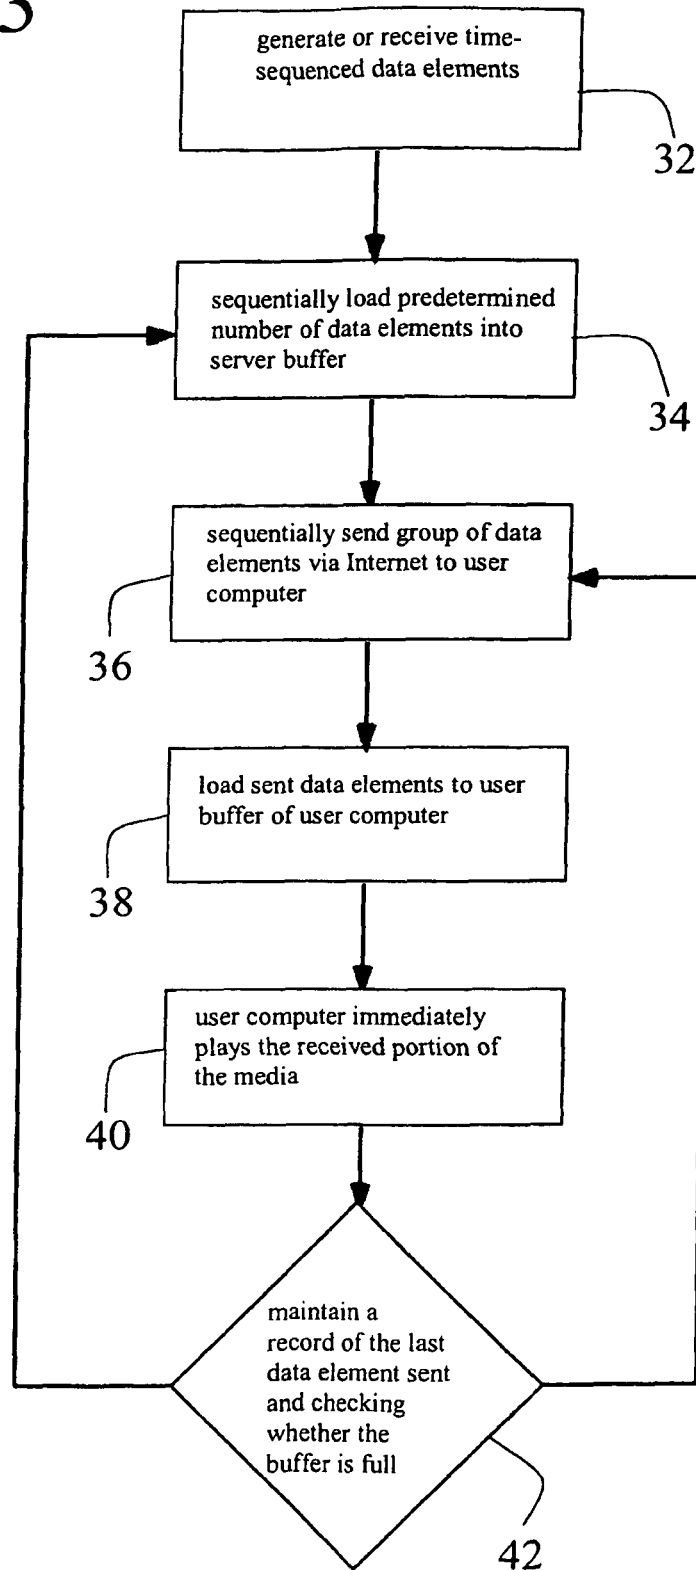 generate or receive time-
sequenced data elements
32
sequentially load predetermined
number of data elements into
server buffer
34
sequentially send group of data
elements via Internet to user
computer
36
load sent data elements to user
buffer of user computer
38
user computer immediately
plays the received portion of
the media
40
maintain a
record of the last
data element sent
and checking
whether the
buffer is full
42